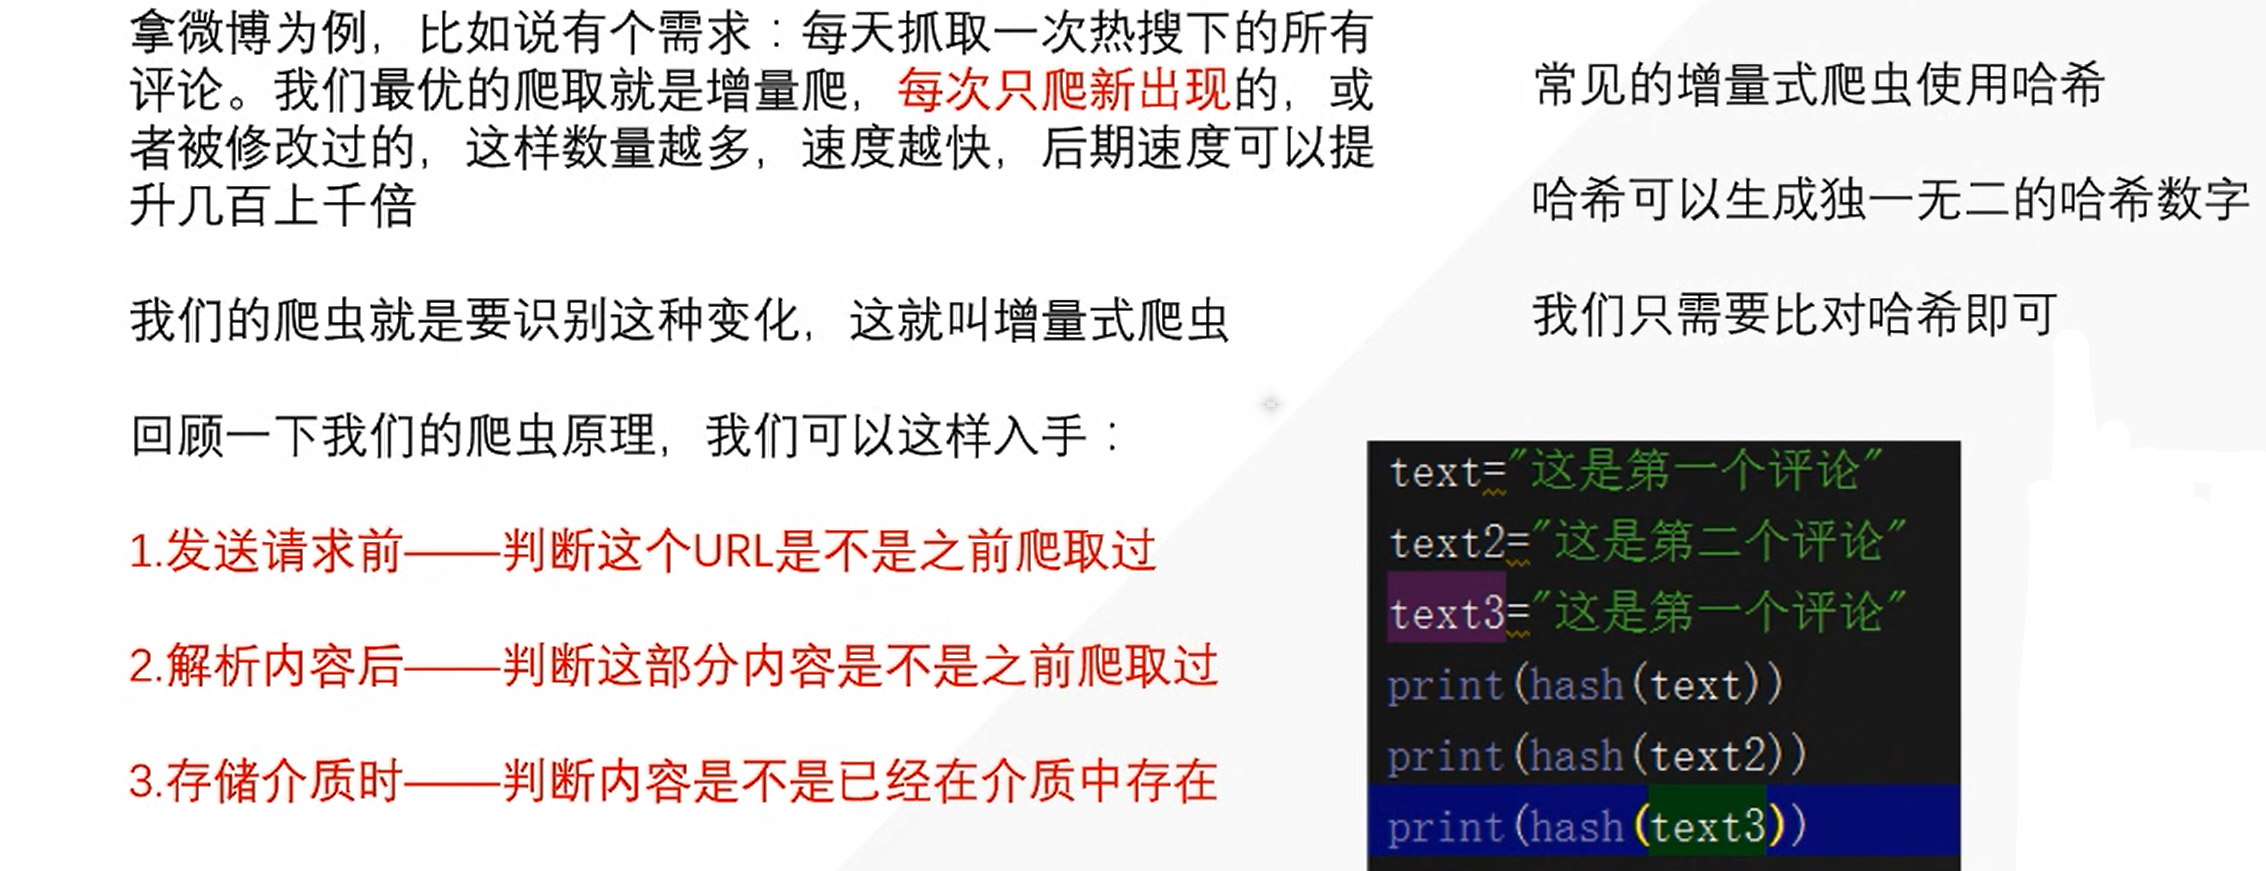 拿微博为例，比如说有个需求：每天抓取一次热搜下的所有
评论。我们最优的爬取就是增量爬，每次只爬新出现的，或
者被修改过的，这样数量越多，速度越快，后期速度可以提
升几百上千倍
我们的爬虫就是要识别这种变化，这就叫增量式爬虫
回顾一下我们的爬虫原理，我们可以这样入手：
1.发送请求前——判断这个URL是不是之前爬取过
2.解析内容后——判断这部分内容是不是之前爬取过
3.存储介质时——判断内容是不是已经在介质中存在
常见的增量式爬虫使用哈希
哈希可以生成独一无二的哈希数字
我们只需要比对哈希即可
text="这是第一个评论"
text2="这是第二个评论"
text3="这是第一个评论"
print(hash(text))
print(hash(text2))
print(hash(text3))